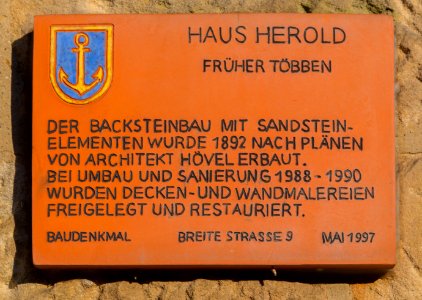 HAUS HEROLD
FRÜHER TÖBBEN
DER BACKSTEINBAU MIT SANDSTEIN-
ELEMENTEN WURDE 1892 NACH PLÄNEN
VON ARCHITEKT HÖVEL ERBAUT.
BEI UMBAU UND SANIERUNG 1988-1990
WURDEN DECKEN- UND WANDMALEREIEN
FREIGELEGT UND RESTAURIERT.
BAUDENKMAL BREITE STRASSE 9 MAI 1997